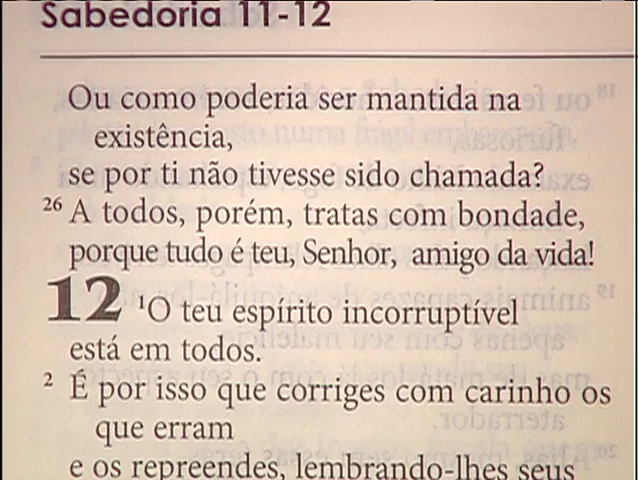 Sabedoria 11-12
Ou como poderia ser mantida na
existência,
se por ti não tivesse sido chamada?
26 A todos, porém, tratas com bondade,
porque tudo é teu, Senhor, amigo da vida!
12 1O teu espírito incorruptível
está em todos.
2 É por isso que corriges com carinho os
que erram
e os repreendes, lembrando-lhes seus